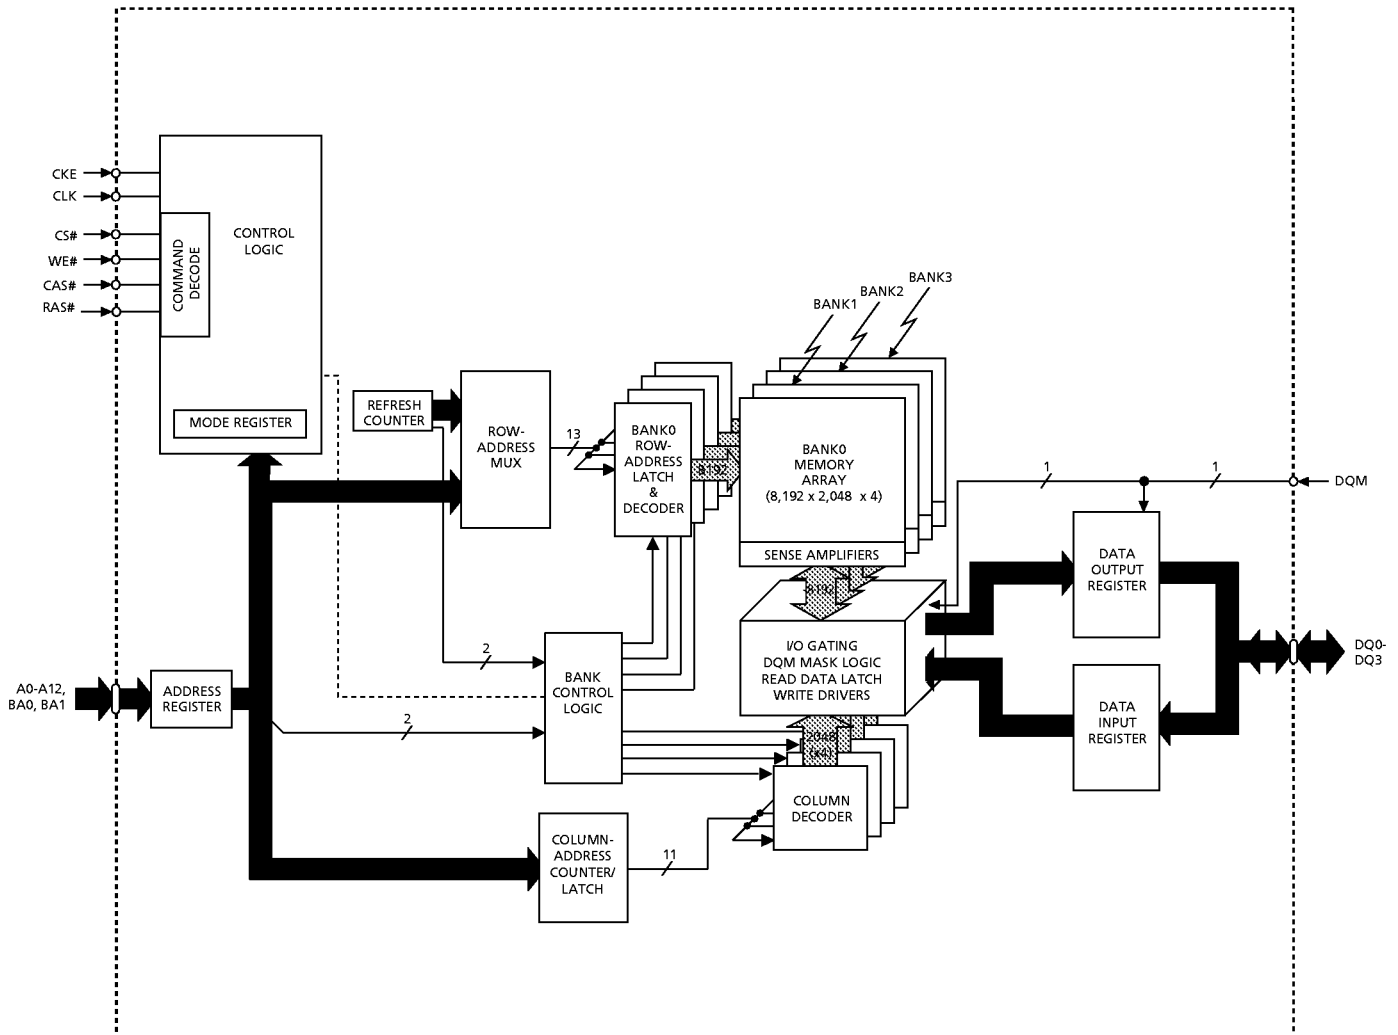 CKE
CLK
CS#
WE#
CAS#
RAS#
COMMAND
DECODE
CONTROL
LOGIC
MODE REGISTER
BANK1
BANK2
BANK3
REFRESH
COUNTER
ROW-
ADDRESS
MUX
13
BANK0
ROW-
ADDRESS
LATCH
&
DECODER
8192
BANK0
MEMORY
ARRAY
(8,192 x 2,048 x 4)
SENSE AMPLIFIERS
8192
I/O GATING
DQM MASK LOGIC
READ DATA LATCH
WRITE DRIVERS
1
1
DQM
DATA
OUTPUT
REGISTER
DATA
INPUT
REGISTER
DQ0-
DQ3
A0-A12,
BA0, BA1
ADDRESS
REGISTER
2
2
BANK
CONTROL
LOGIC
2048
(x4)
COLUMN
DECODER
COLUMN-
ADDRESS
COUNTER/
LATCH
11